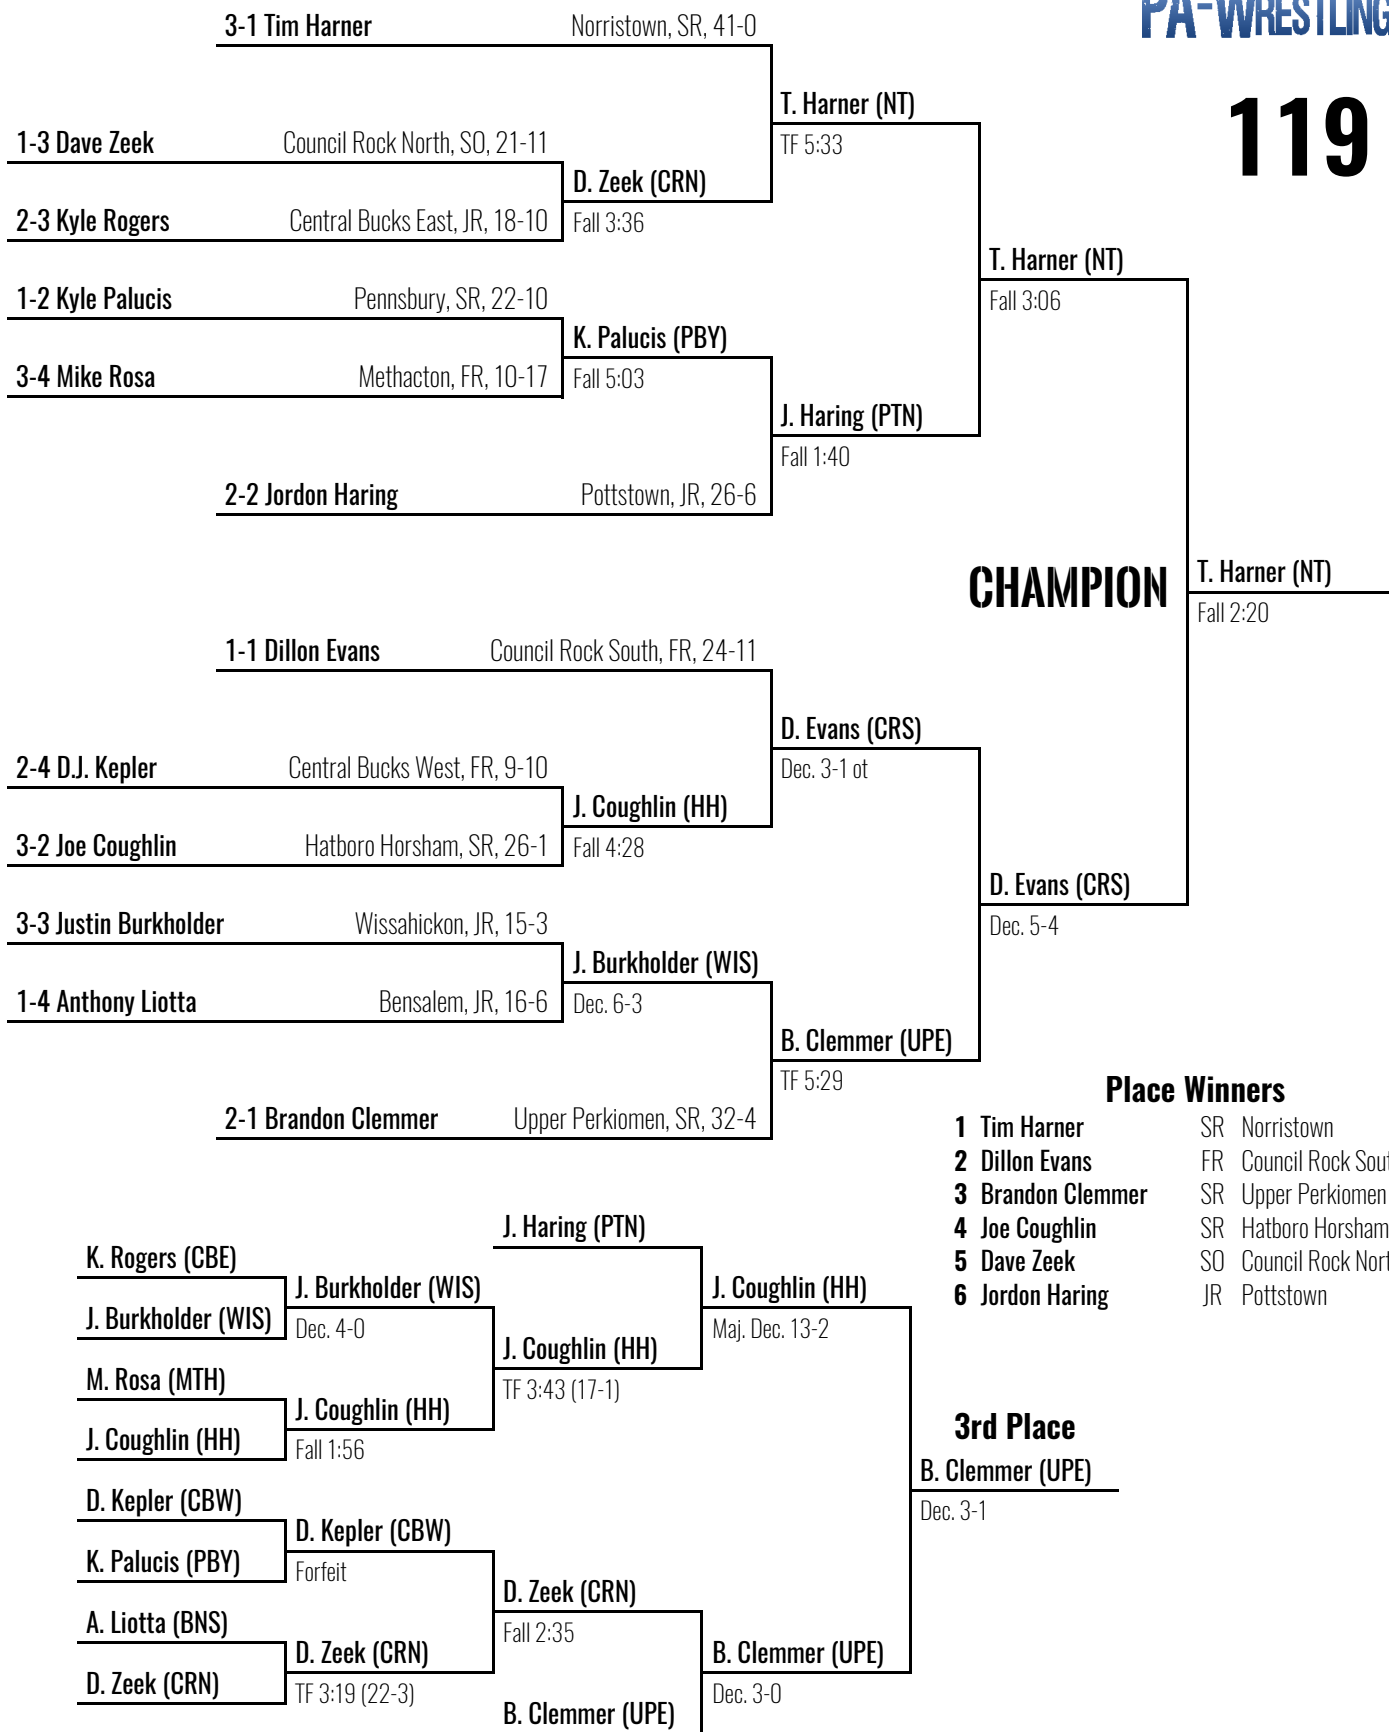 PA-WRESTLING
119
3-1 Tim Harner Norristown, SR, 41-0
T. Harner (NT)
TF 5:33
1-3 Dave Zeek Council Rock North, SO, 21-11
D. Zeek (CRN)
Fall 3:36
2-3 Kyle Rogers Central Bucks East, JR, 18-10
T. Harner (NT)
Fall 3:06
1-2 Kyle Palucis Pennsbury, SR, 22-10
K. Palucis (PBY)
Fall 5:03
3-4 Mike Rosa Methacton, FR, 10-17
J. Haring (PTN)
Fall 1:40
2-2 Jordon Haring Pottstown, JR, 26-6
CHAMPION
T. Harner (NT)
Fall 2:20
1-1 Dillon Evans Council Rock South, FR, 24-11
D. Evans (CRS)
Dec. 3-1 ot
2-4 D.J. Kepler Central Bucks West, FR, 9-10
J. Coughlin (HH)
Fall 4:28
3-2 Joe Coughlin Hatboro Horsham, SR, 26-1
D. Evans (CRS)
Dec. 5-4
3-3 Justin Burkholder Wissahickon, JR, 15-3
J. Burkholder (WIS)
Dec. 6-3
1-4 Anthony Liotta Bensalem, JR, 16-6
B. Clemmer (UPE)
TF 5:29
2-1 Brandon Clemmer Upper Perkiomen, SR, 32-4
Place Winners
1 Tim Harner SR Norristown
2 Dillon Evans FR Council Rock Sout
3 Brandon Clemmer SR Upper Perkiomen
4 Joe Coughlin SR Hatboro Horsham
5 Dave Zeek SO Council Rock Nort
6 Jordon Haring JR Pottstown
J. Haring (PTN)
K. Rogers (CBE)
J. Burkholder (WIS)
J. Burkholder (WIS)
Dec. 4-0
J. Coughlin (HH)
Maj. Dec. 13-2
J. Coughlin (HH)
TF 3:43 (17-1)
M. Rosa (MTH)
J. Coughlin (HH)
J. Coughlin (HH)
Fall 1:56
3rd Place
B. Clemmer (UPE)
Dec. 3-1
D. Kepler (CBW)
D. Kepler (CBW)
Forfeit
K. Palucis (PBY)
D. Zeek (CRN)
Fall 2:35
A. Liotta (BNS)
D. Zeek (CRN)
TF 3:19 (22-3)
D. Zeek (CRN)
B. Clemmer (UPE)
Dec. 3-0
B. Clemmer (UPE)